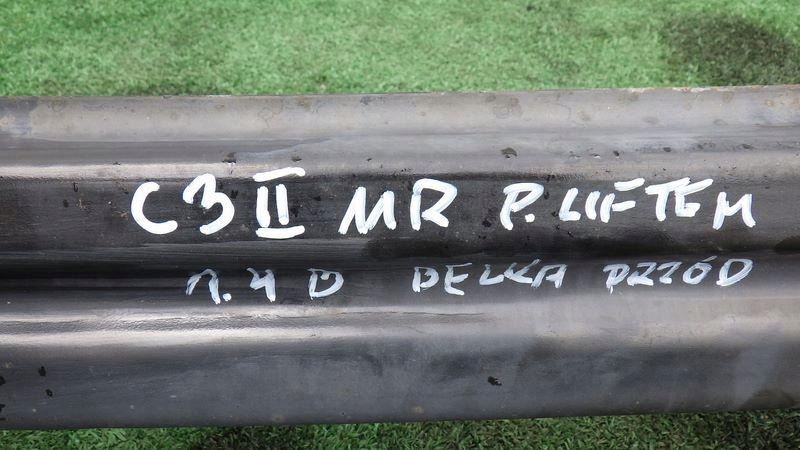 C3 II MR P. LIFTEM
1.4 B BELKA PRZÓD